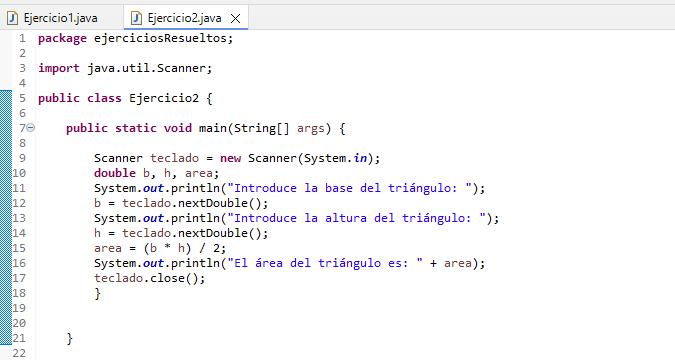 Ejercicio1.java Ejercicio2.java
1 package ejerciciosResueltos;
2
3 import java.util.Scanner;
4
5 public class Ejercicio2 {
6
7 public static void main(String[] args) {
8
9 Scanner teclado = new Scanner(System.in);
10 double b, h, area;
11 System.out.println("Introduce la base del triángulo: ");
12 b = teclado.nextDouble();
13 System.out.println("Introduce la altura del triángulo: ");
14 h = teclado.nextDouble();
15 area = (b * h) / 2;
16 System.out.println("El área del triángulo es: " + area);
17 teclado.close();
18 }
19
20
21 }
22